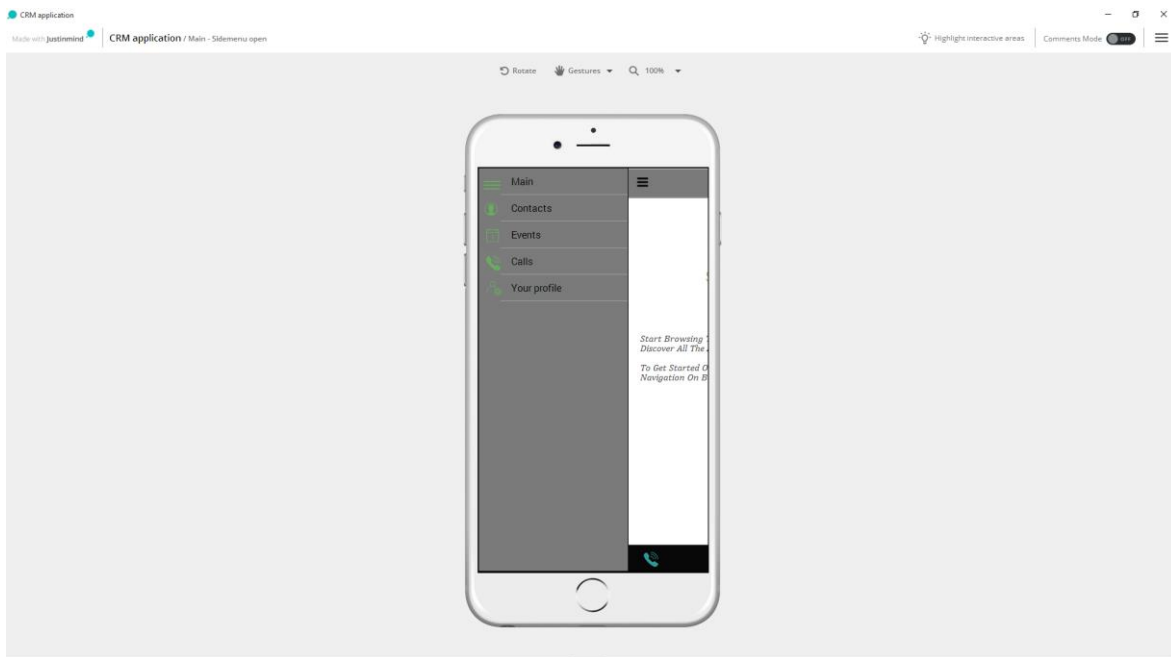 CRM application
Made with Justinmind
CRM application / Main - Sidemenu open
Highlight interactive areas
Comments Mode OFF
Rotate Gestures 100%
Main
Contacts
Events
Calls
Your profile
Start Browsing
Discover All The
To Get Started
Navigation On